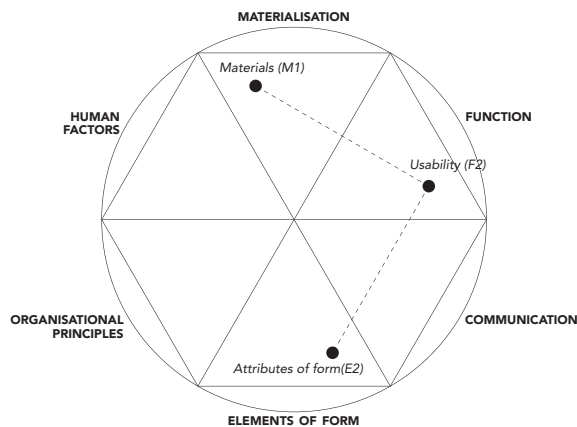 MATERIALISATION
Materials (M1)
HUMAN
FACTORS
FUNCTION
Usability (F2)
ORGANISATIONAL
PRINCIPLES
COMMUNICATION
Attributes of form(E2)
ELEMENTS OF FORM